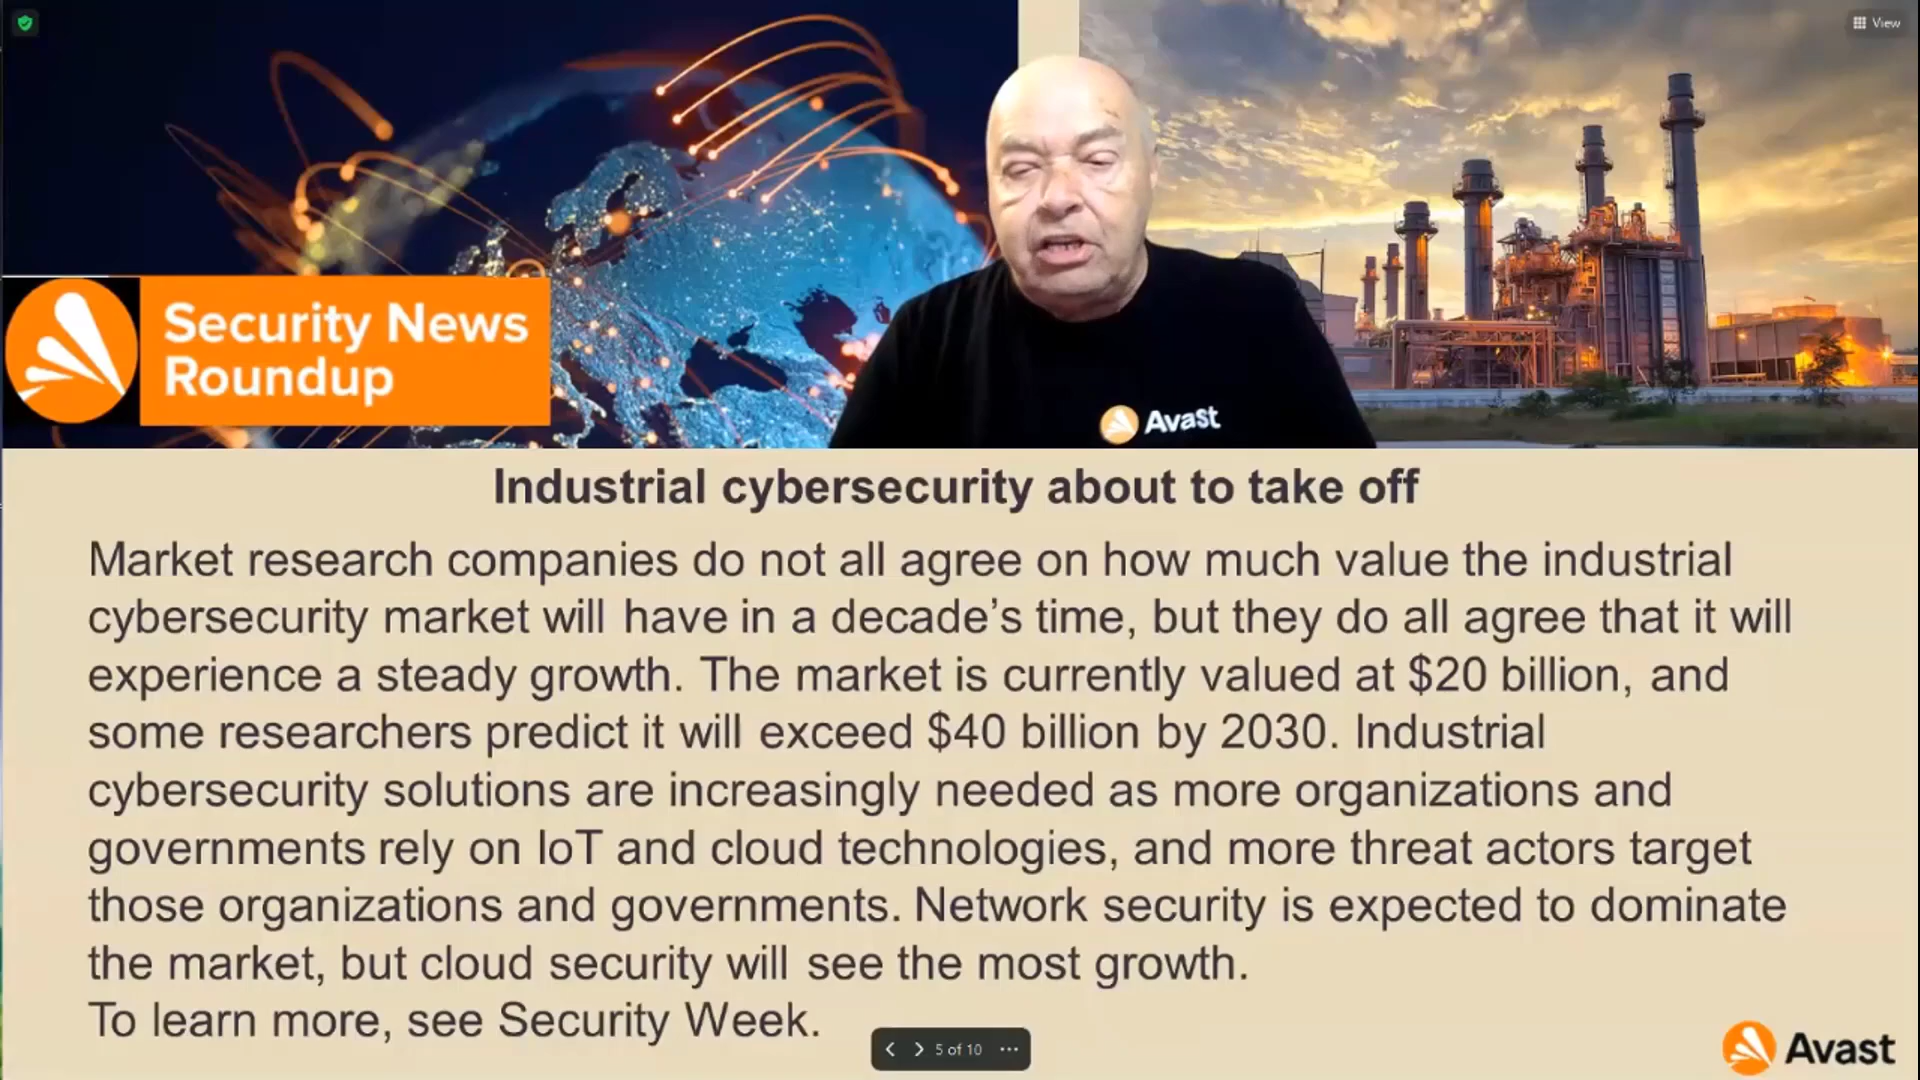 View
Security News
Roundup
Avast
Industrial cybersecurity about to take off
Market research companies do not all agree on how much value the industrial
cybersecurity market will have in a decade’s time, but they do all agree that it will
experience a steady growth. The market is currently valued at $20 billion, and
some researchers predict it will exceed $40 billion by 2030. Industrial
cybersecurity solutions are increasingly needed as more organizations and
governments rely on IoT and cloud technologies, and more threat actors target
those organizations and governments. Network security is expected to dominate
the market, but cloud security will see the most growth.
To learn more, see Security Week.
5 of 10
Avast